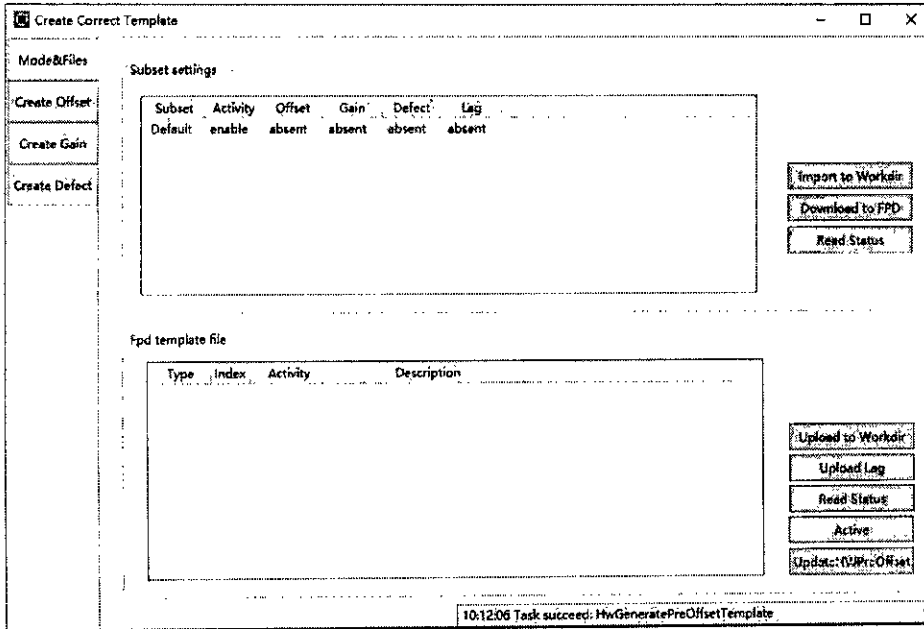 Create Correct Template
Mode&Files
Create Offset
Create Gain
Create Defect
Subset settings
Subset Activity Offset Gain Defect Lag
Default enable absent absent absent absent
Import to Workdir
Download to FPD
Read Status
Fpd template file
Type Index Activity Description
Upload to Workdir
Upload Lag
Read Status
Active
Update HWPreOffset
10:12:06 Task succeed: HwGeneratePreOffsetTemplate